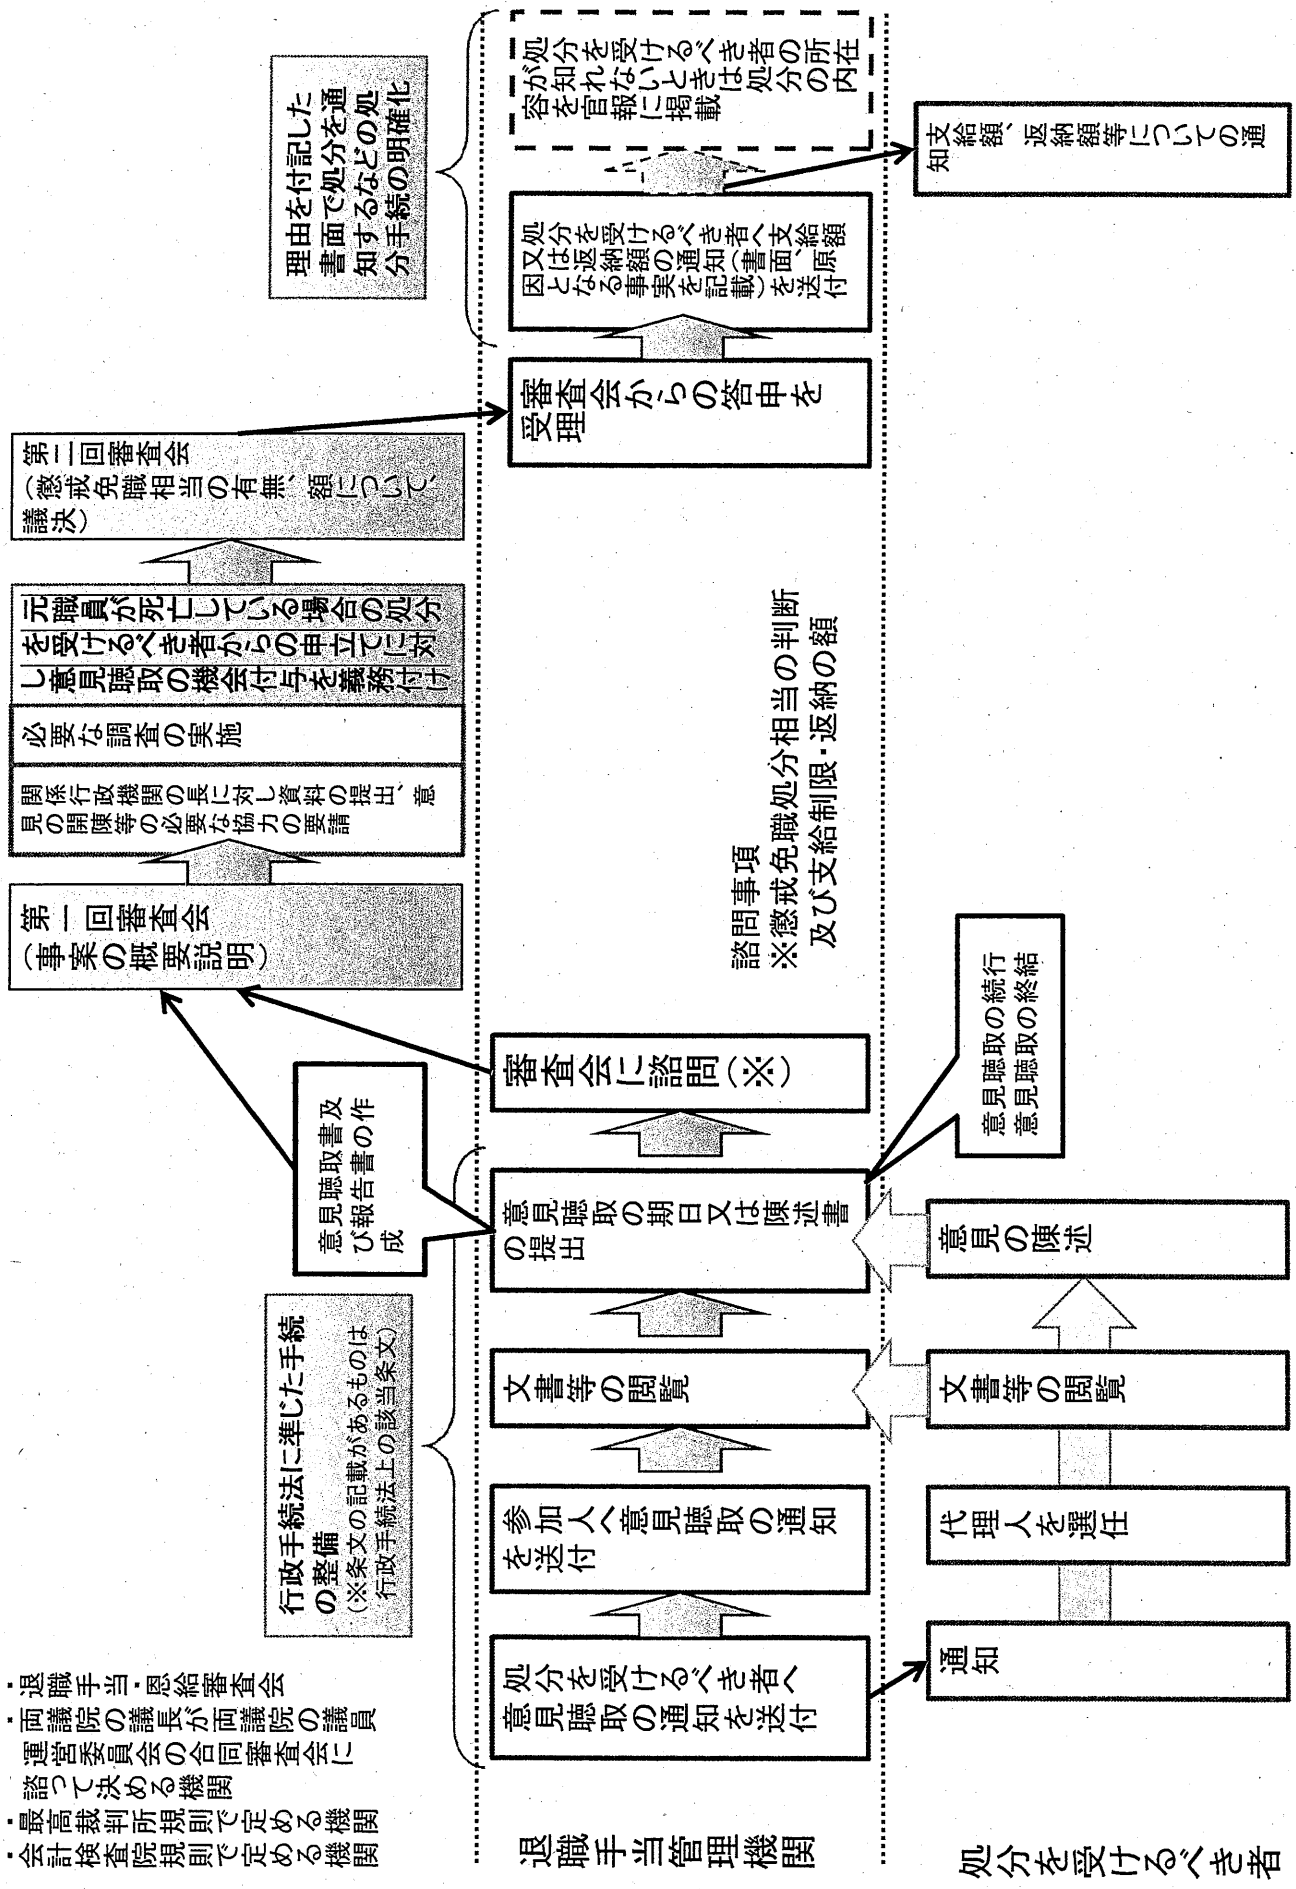 ・退職手当・恩給審査会
・両議院の議長が両議院の議員
運営委員会の合同審査会に
諮って決める機関
・最高裁判所規則で定める機関
・会計検査院規則で定める機関
第一回審査会
(事案の概要説明)
関係行政機関の長に対し資料の提出、意
見の開陳等の必要な協力の要請
必要な調査の実施
元職員が死亡している場合の処分
を受けるべき者からの申立てに対
し意見聴取の機会付与を義務付け
第二回審査会
(懲戒免職相当の有無、額について、
議決)
行政手続法に準じた手続
の整備
(※条文の記載があるものは
行政手続法上の該当条文)
意見聴取書及
び報告書の作
成
理由を付記した
書面で処分を通
知するなどの処
分手続の明確化
退職手当管理機関
処分を受けるべき者へ
意見聴取の通知を送付
参加人へ意見聴取の通知
を送付
文書等の閲覧
意見聴取の期日又は陳述書
の提出
審査会に諮問(※)
諮問事項
※懲戒免職処分相当の判断
及び支給制限・返納の額
審査会からの答申を
受理
処分を受けるべき者へ支給額
又は返納額の通知(書面、原
因となる事実を記載)を送付
処分を受けるべき者の所在
が知れないときは処分の内
容を官報に掲載
処分を受けるべき者
通知
代理人を選任
文書等の閲覧
意見の陳述
意見聴取の続行
意見聴取の終結
支給額、返納額等についての通
知